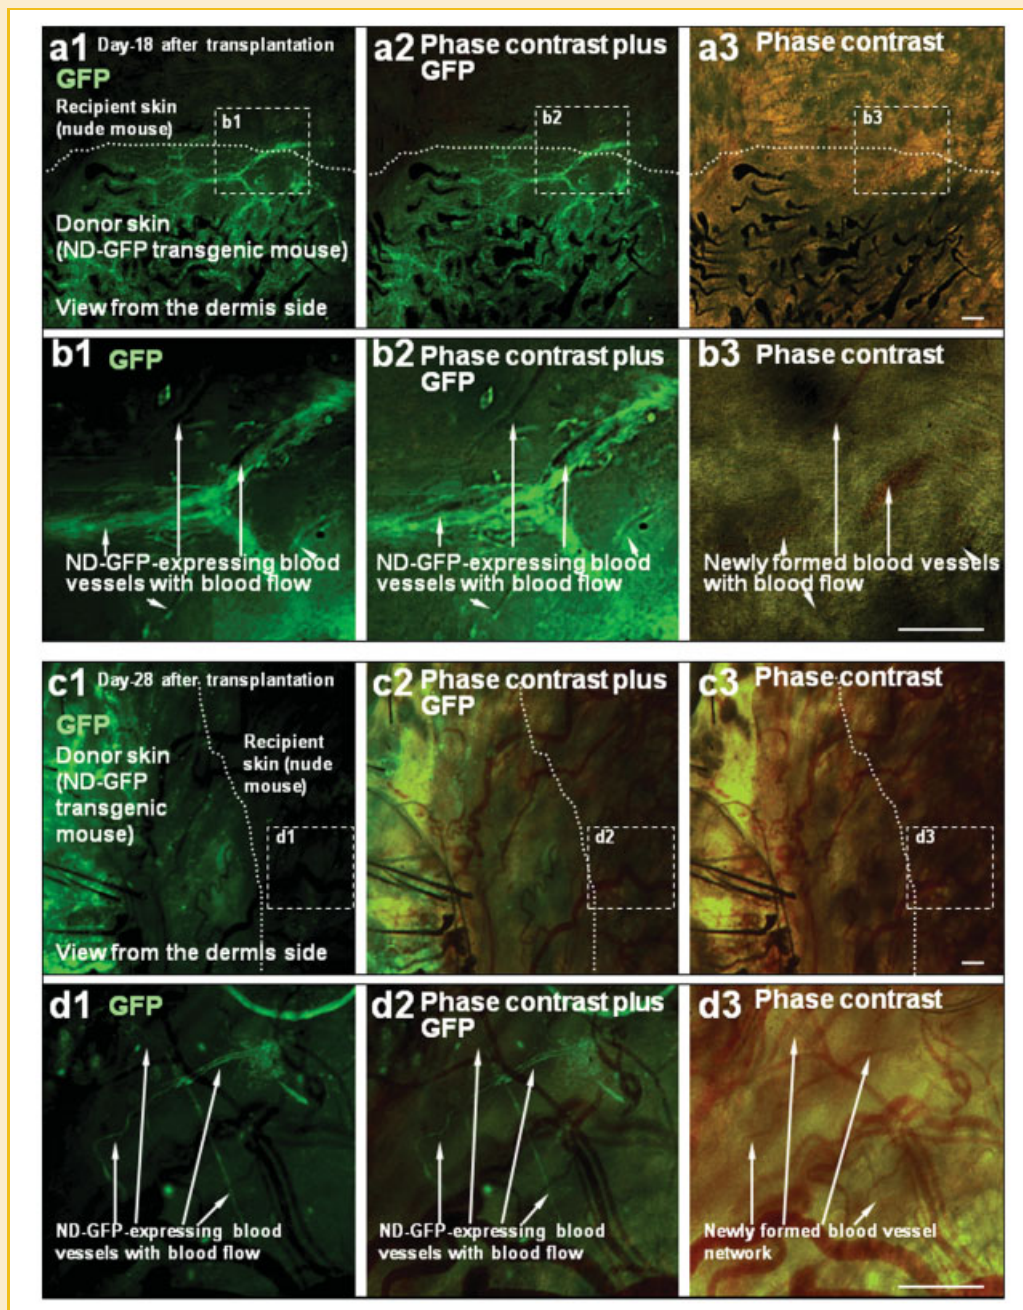 a1 Day-18 after transplantation
GFP
Recipient skin
(nude mouse)
b1
Donor skin
(ND-GFP transgenic mouse)
View from the dermis side
a2 Phase contrast plus
GFP
b2
a3 Phase contrast
b3
b1 GFP
ND-GFP-expressing blood
vessels with blood flow
b2 Phase contrast plus
GFP
ND-GFP-expressing blood
vessels with blood flow
b3 Phase contrast
Newly formed blood vessels
with blood flow
c1 Day-28 after transplantation
GFP
Donor skin
(ND-GFP
transgenic
mouse)
Recipient
skin (nude
mouse)
d1
View from the dermis side
c2 Phase contrast plus
GFP
d2
c3 Phase contrast
d3
d1 GFP
ND-GFP-expressing blood
vessels with blood flow
d2 Phase contrast plus
GFP
ND-GFP-expressing blood
vessels with blood flow
d3 Phase contrast
Newly formed blood vessel
network